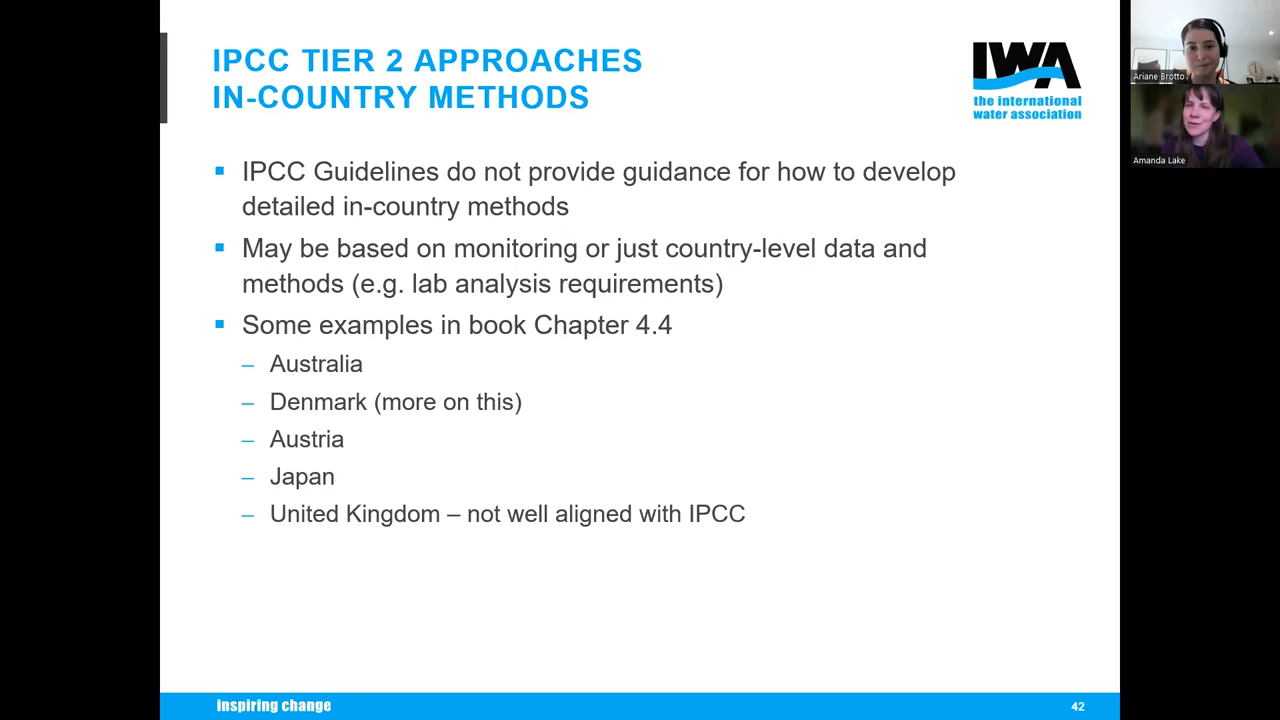 IPCC TIER 2 APPROACHES
IN-COUNTRY METHODS
IWA
the international
water association
▪ IPCC Guidelines do not provide guidance for how to develop
detailed in-country methods
▪ May be based on monitoring or just country-level data and
methods (e.g. lab analysis requirements)
▪ Some examples in book Chapter 4.4
– Australia
– Denmark (more on this)
– Austria
– Japan
– United Kingdom – not well aligned with IPCC
inspiring change
42
Ariane Brotto
Amanda Lake